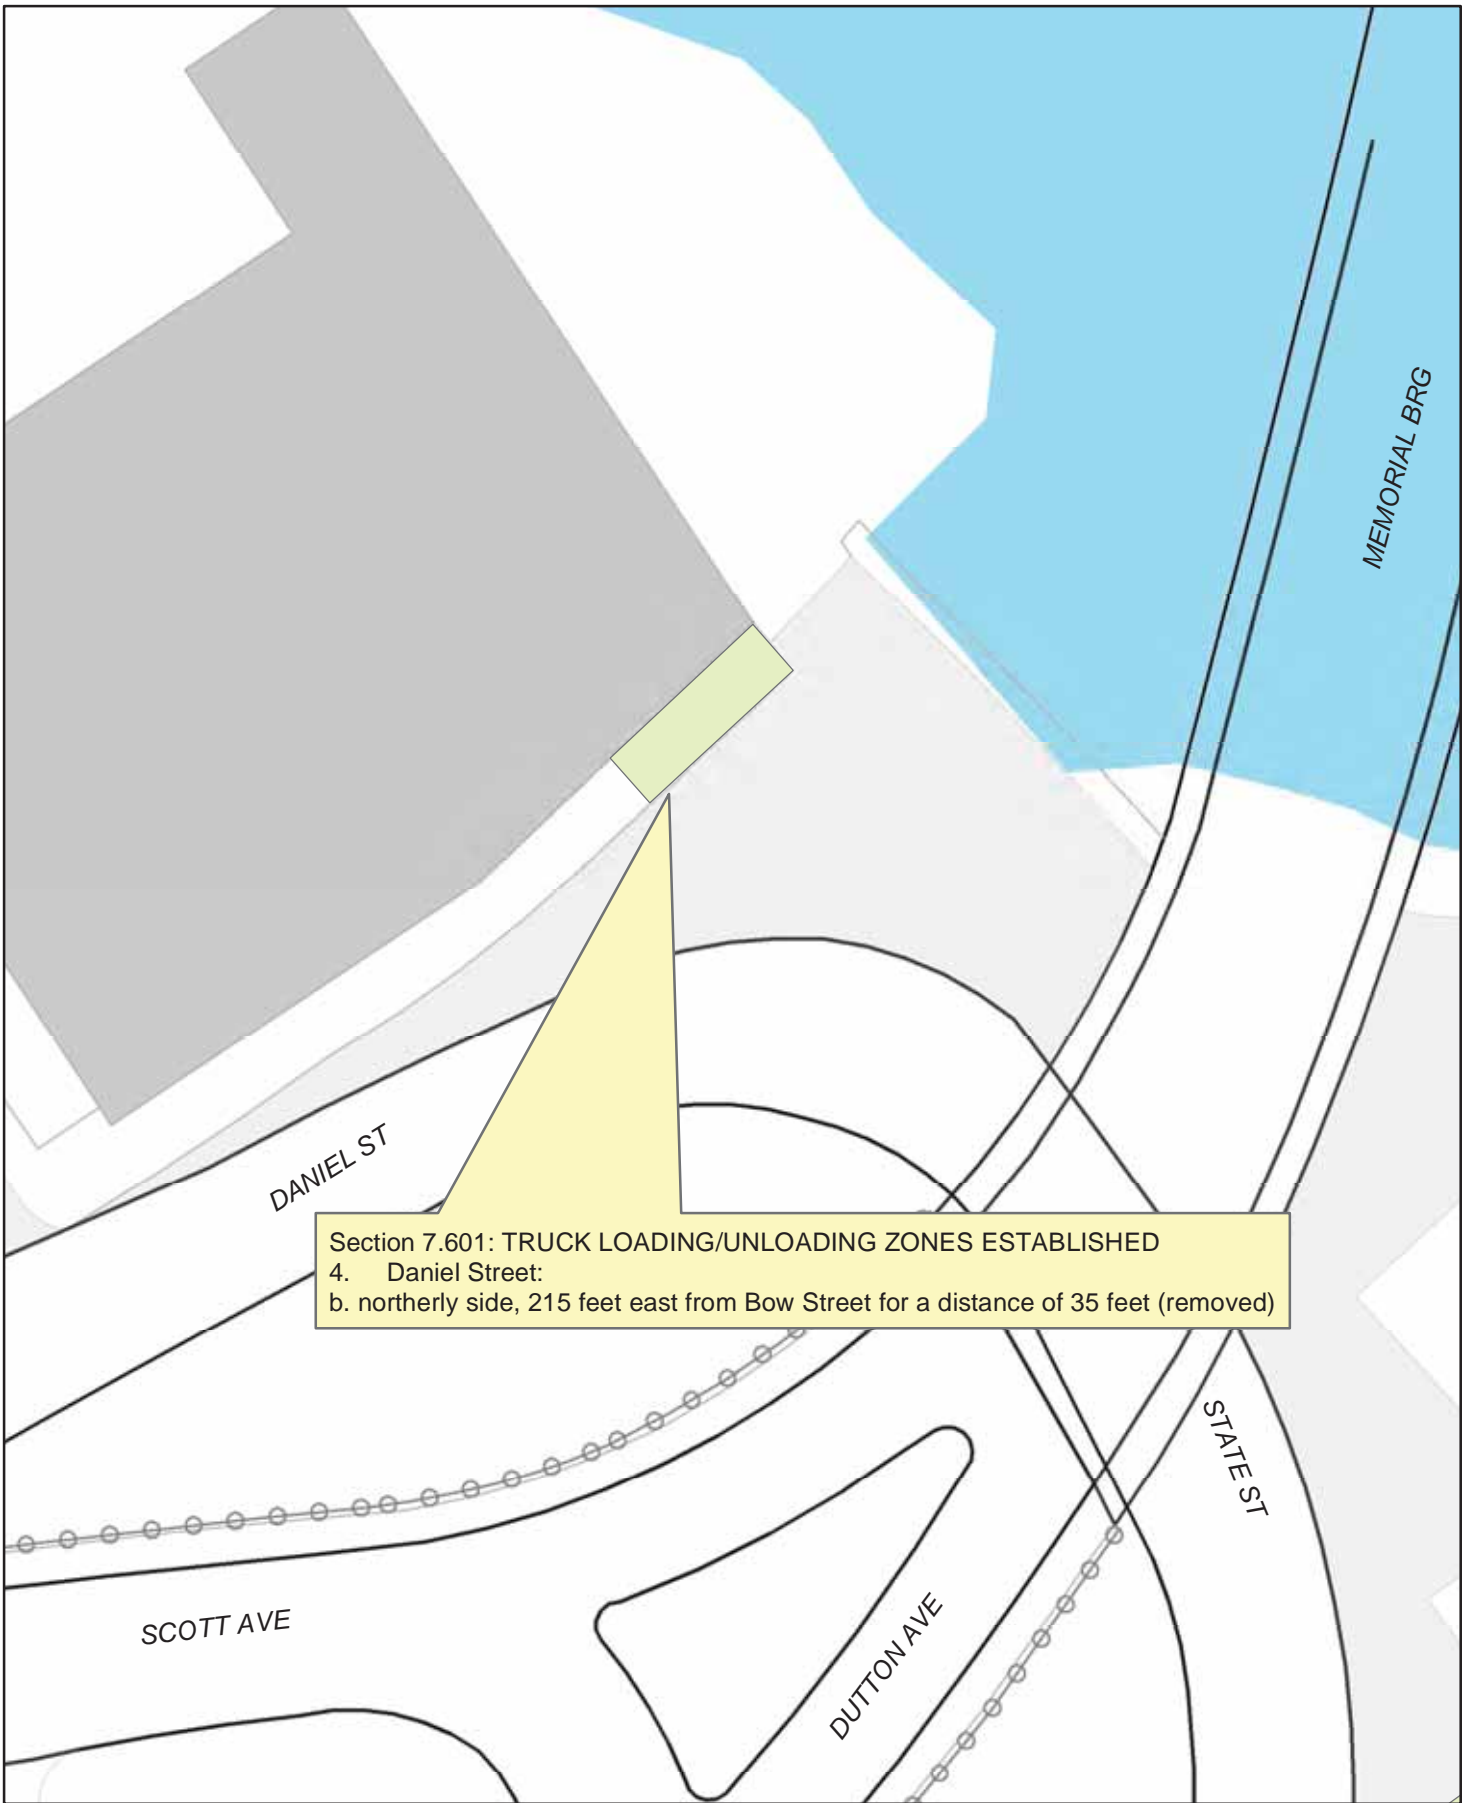 MEMORIAL BRG
DANIEL ST
Section 7.601: TRUCK LOADING/UNLOADING ZONES ESTABLISHED
4. Daniel Street:
b. northerly side, 215 feet east from Bow Street for a distance of 35 feet (removed)
STATE ST
SCOTT AVE
DUTTON AVE